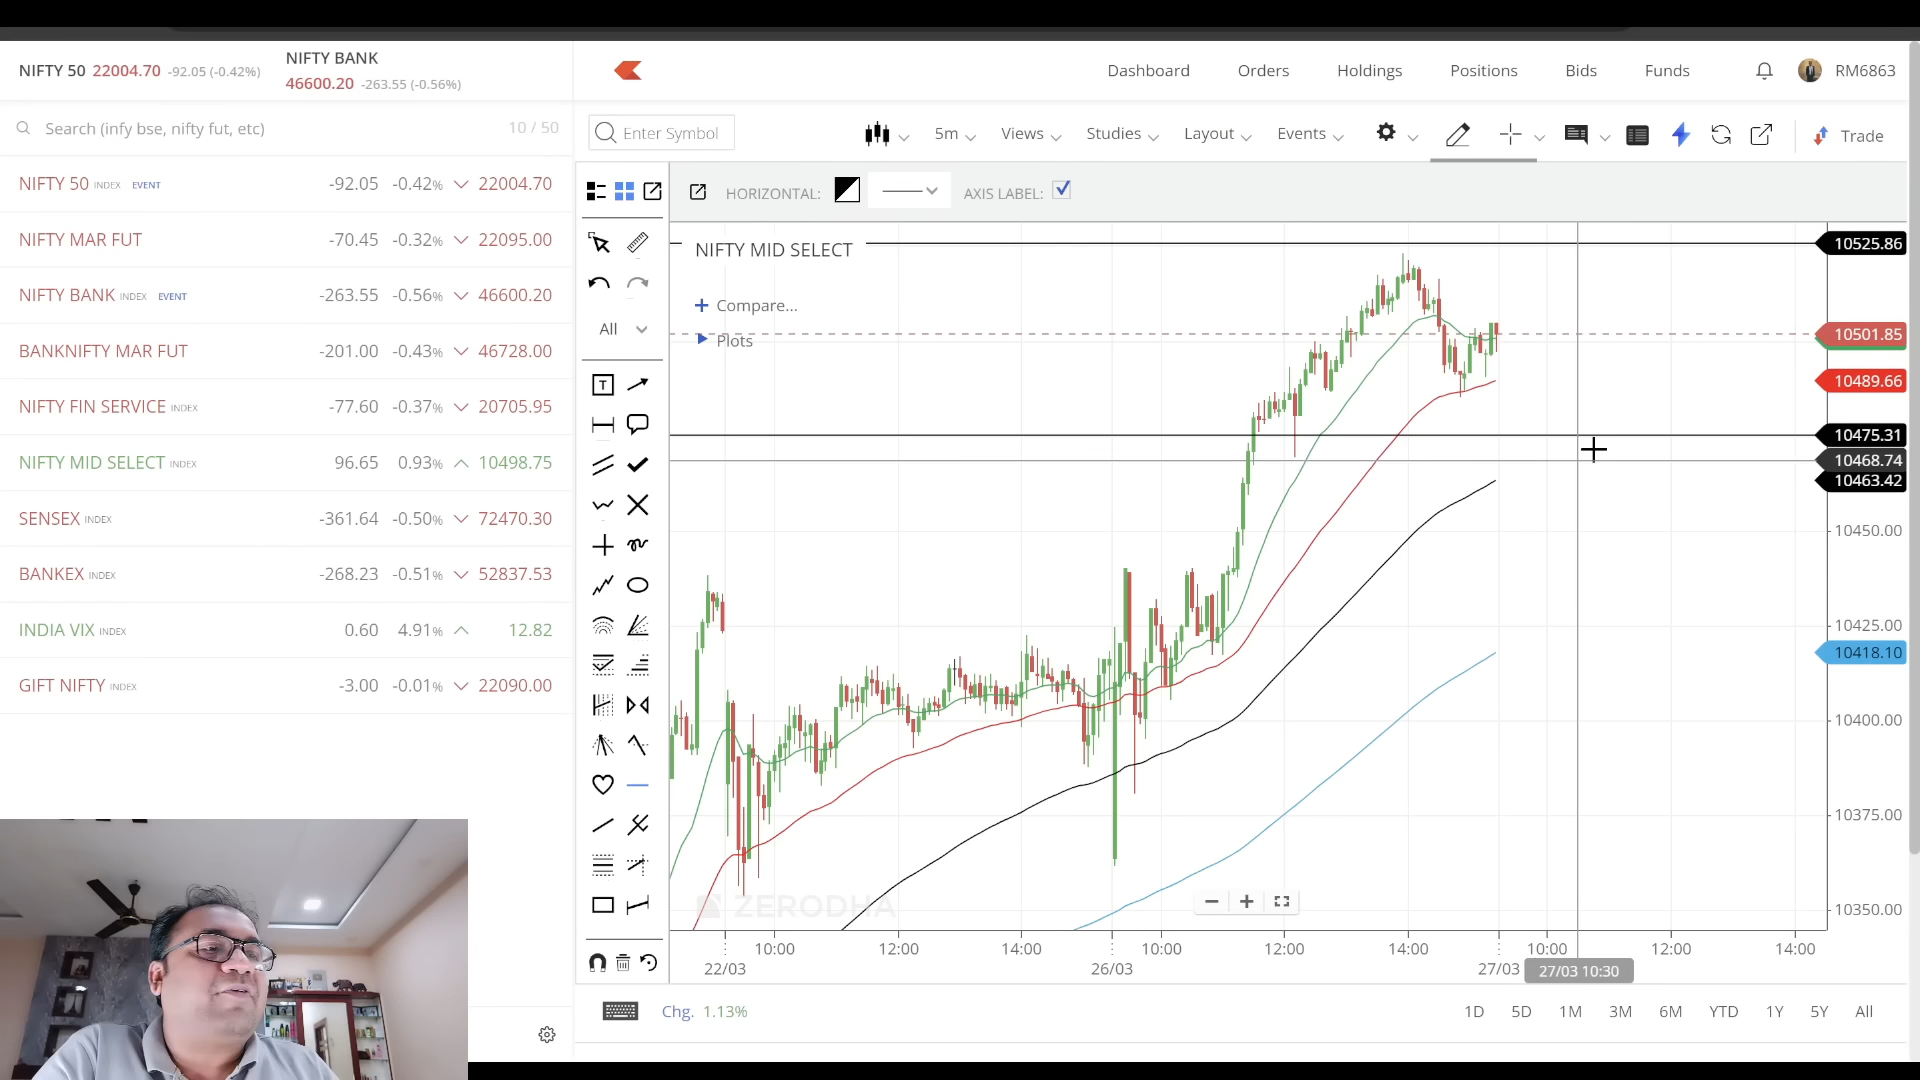 NIFTY 50 22004.70 -92.05 (-0.42%)
NIFTY BANK
46600.20 -263.55 (-0.56%)
Dashboard Orders Holdings Positions Bids Funds RM6863
Search (infy bse, nifty fut, etc) 10 / 50
Enter Symbol 5m Views Studies Layout Events Trade
HORIZONTAL: AXIS LABEL:
NIFTY 50 INDEX EVENT -92.05 -0.42% 22004.70
NIFTY MAR FUT -70.45 -0.32% 22095.00
NIFTY BANK INDEX EVENT -263.55 -0.56% 46600.20
BANKNIFTY MAR FUT -201.00 -0.43% 46728.00
NIFTY FIN SERVICE INDEX -77.60 -0.37% 20705.95
NIFTY MID SELECT INDEX 96.65 0.93% 10498.75
SENSEX INDEX -361.64 -0.50% 72470.30
BANKEX INDEX -268.23 -0.51% 52837.53
INDIA VIX INDEX 0.60 4.91% 12.82
GIFT NIFTY INDEX -3.00 -0.01% 22090.00
All
T
NIFTY MID SELECT
Compare...
Plots
10525.86
10501.85
10489.66
10475.31
10468.74
10463.42
10450.00
10425.00
10418.10
10400.00
10375.00
10350.00
ZERODHA
10:00 12:00 14:00 10:00 12:00 14:00 10:00 12:00 14:00
22/03 26/03 27/03 27/03 10:30
Chg. 1.13% 1D 5D 1M 3M 6M YTD 1Y 5Y All